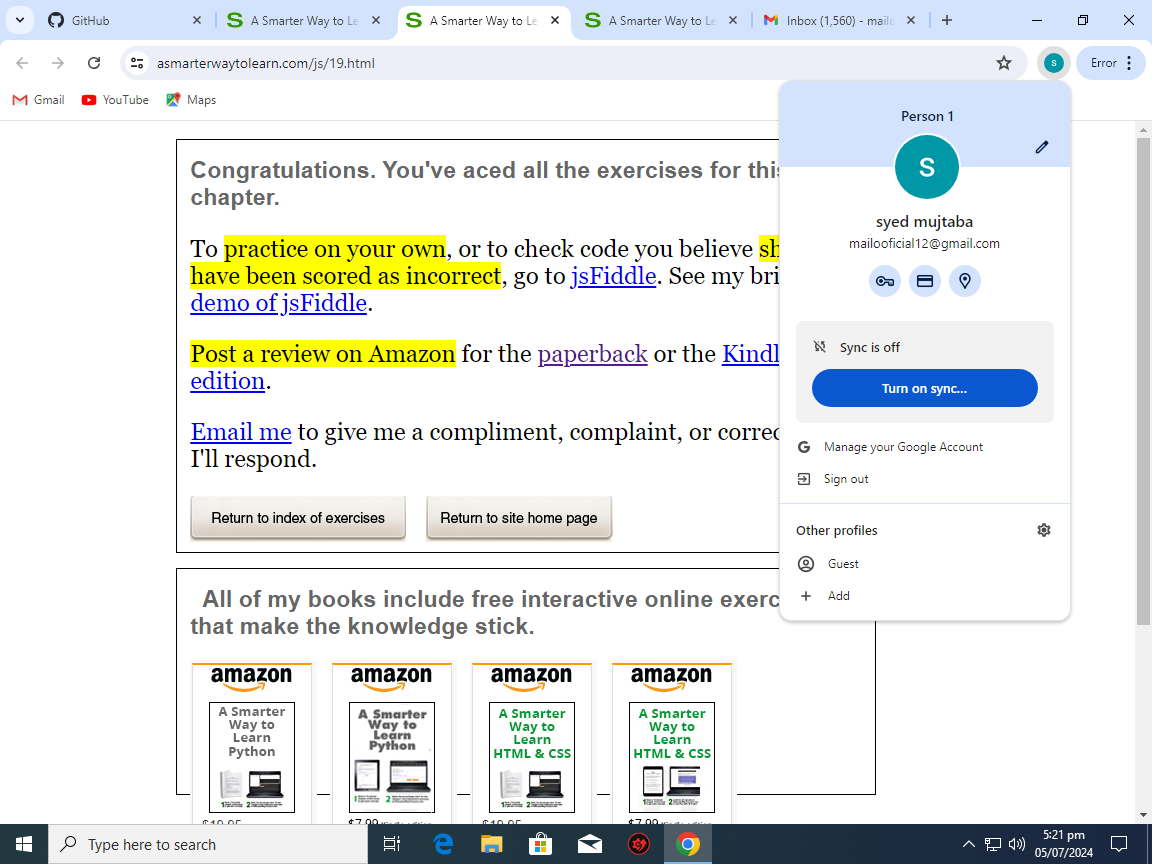 GitHub
A Smarter Way to Le
A Smarter Way to Le
A Smarter Way to Le
Inbox (1,560) - mailo
asmarterwaytolearn.com/js/19.html
S
Error
Gmail
YouTube
Maps
Person 1
S
syed mujtaba
mailooficial12@gmail.com
Sync is off
Turn on sync...
Manage your Google Account
Sign out
Other profiles
Guest
Add
Congratulations. You've aced all the exercises for this
chapter.
To practice on your own, or to check code you believe sh
have been scored as incorrect, go to jsFiddle. See my bri
demo of jsFiddle.
Post a review on Amazon for the paperback or the Kindl
edition.
Email me to give me a compliment, complaint, or correc
I'll respond.
Return to index of exercises
Return to site home page
All of my books include free interactive online exerc
that make the knowledge stick.
amazon
A Smarter
Way to
Learn
Python
amazon
A Smarter
Way to
Learn
Python
amazon
A Smarter
Way to
Learn
HTML & CSS
amazon
A Smarter
Way to
Learn
HTML & CSS
Type here to search
5:21 pm
05/07/2024